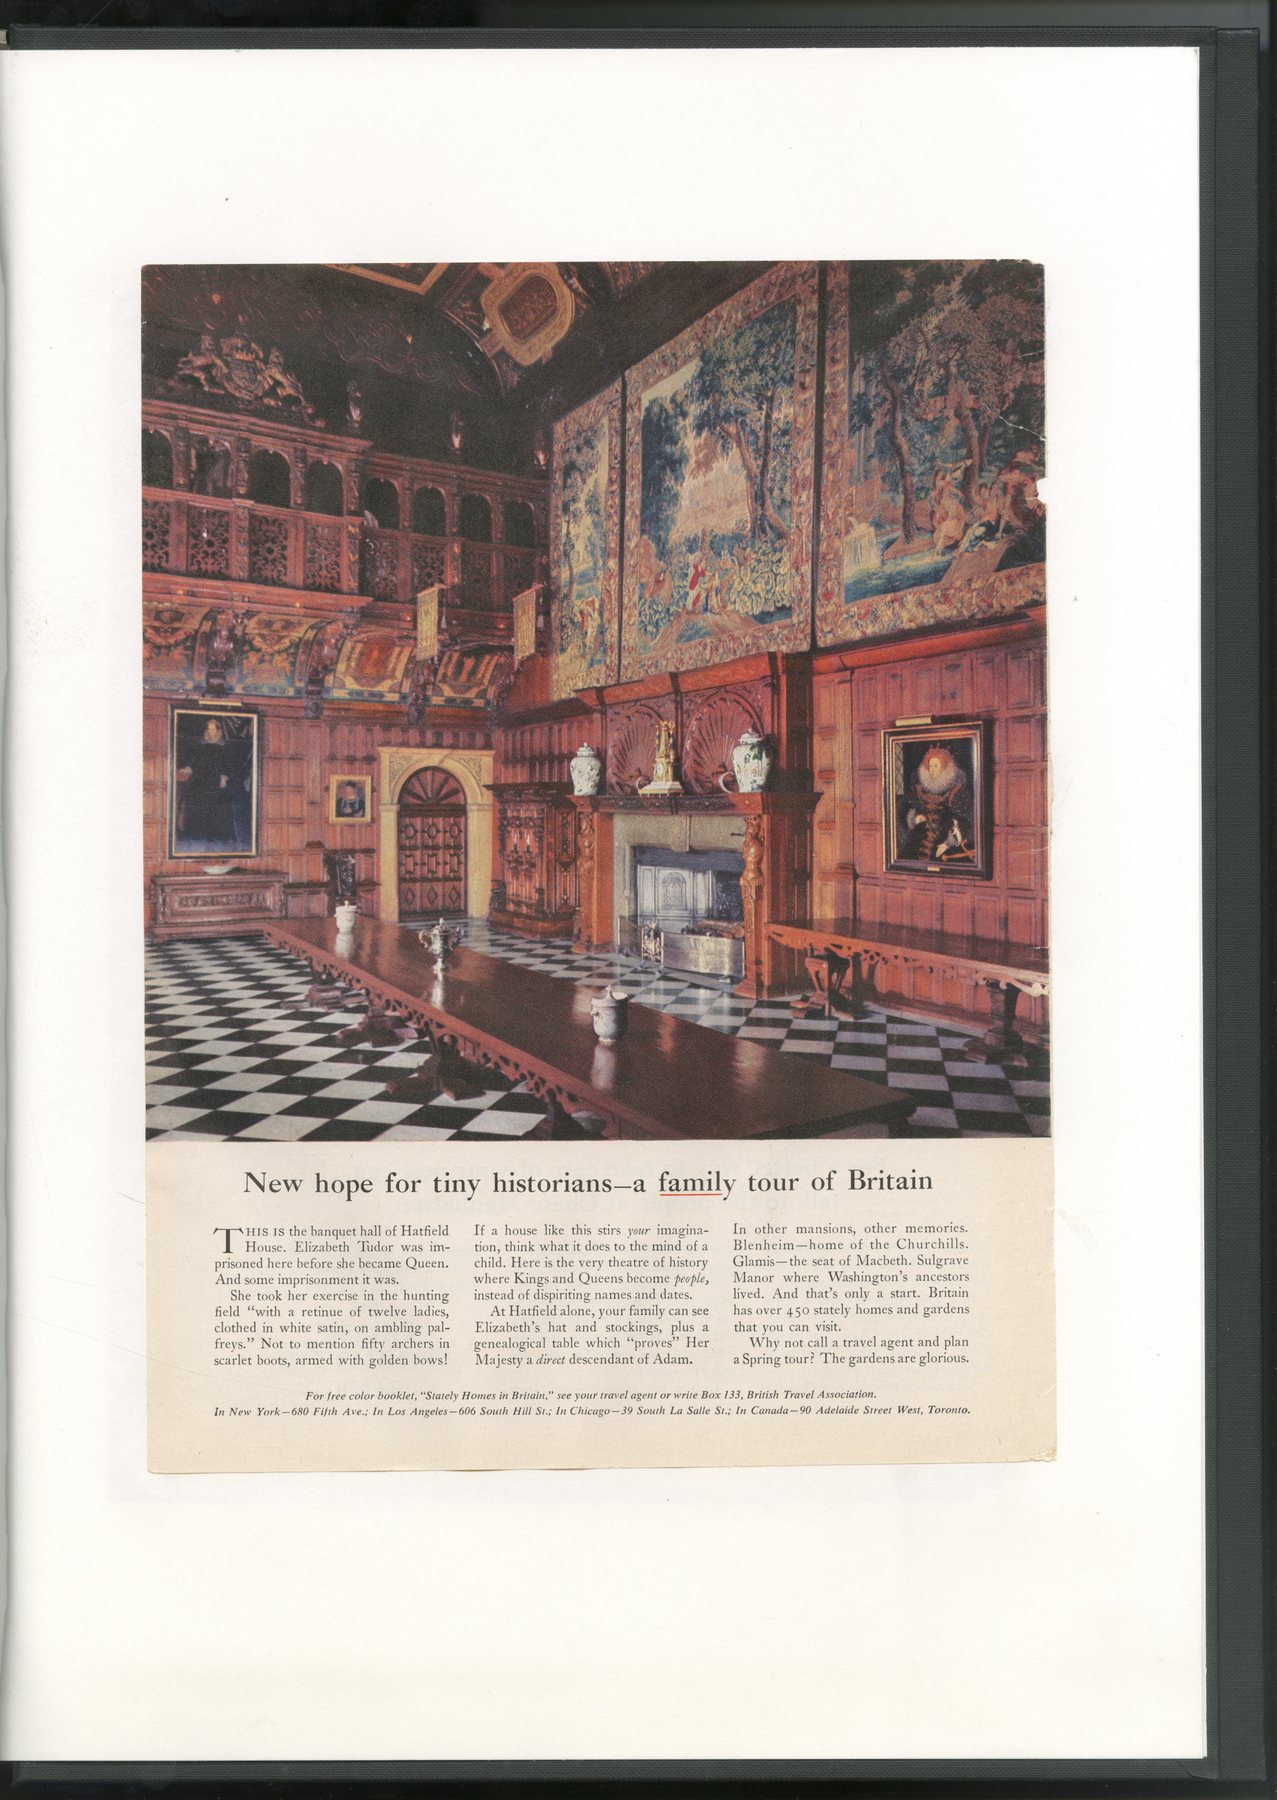 New hope for tiny historians—a family tour of Britain
THIS IS the banquet hall of Hatfield
House. Elizabeth Tudor was im-
prisoned here before she became Queen.
And some imprisonment it was.
She took her exercise in the hunting
field "with a retinue of twelve ladies,
clothed in white satin, on ambling pal-
freys." Not to mention fifty archers in
scarlet boots, armed with golden bows!
If a house like this stirs your imagina-
tion, think what it does to the mind of a
child. Here is the very theatre of history
where Kings and Queens become people,
instead of dispiriting names and dates.
At Hatfield alone, your family can see
Elizabeth's hat and stockings, plus a
genealogical table which "proves" Her
Majesty a direct descendant of Adam.
In other mansions, other memories.
Blenheim—home of the Churchills.
Glamis—the seat of Macbeth. Sulgrave
Manor where Washington's ancestors
lived. And that's only a start. Britain
has over 450 stately homes and gardens
that you can visit.
Why not call a travel agent and plan
a Spring tour? The gardens are glorious.
For free color booklet, "Stately Homes in Britain," see your travel agent or write Box 133, British Travel Association.
In New York—680 Fifth Ave.; In Los Angeles—606 South Hill St.; In Chicago—39 South La Salle St.; In Canada—90 Adelaide Street West, Toronto.